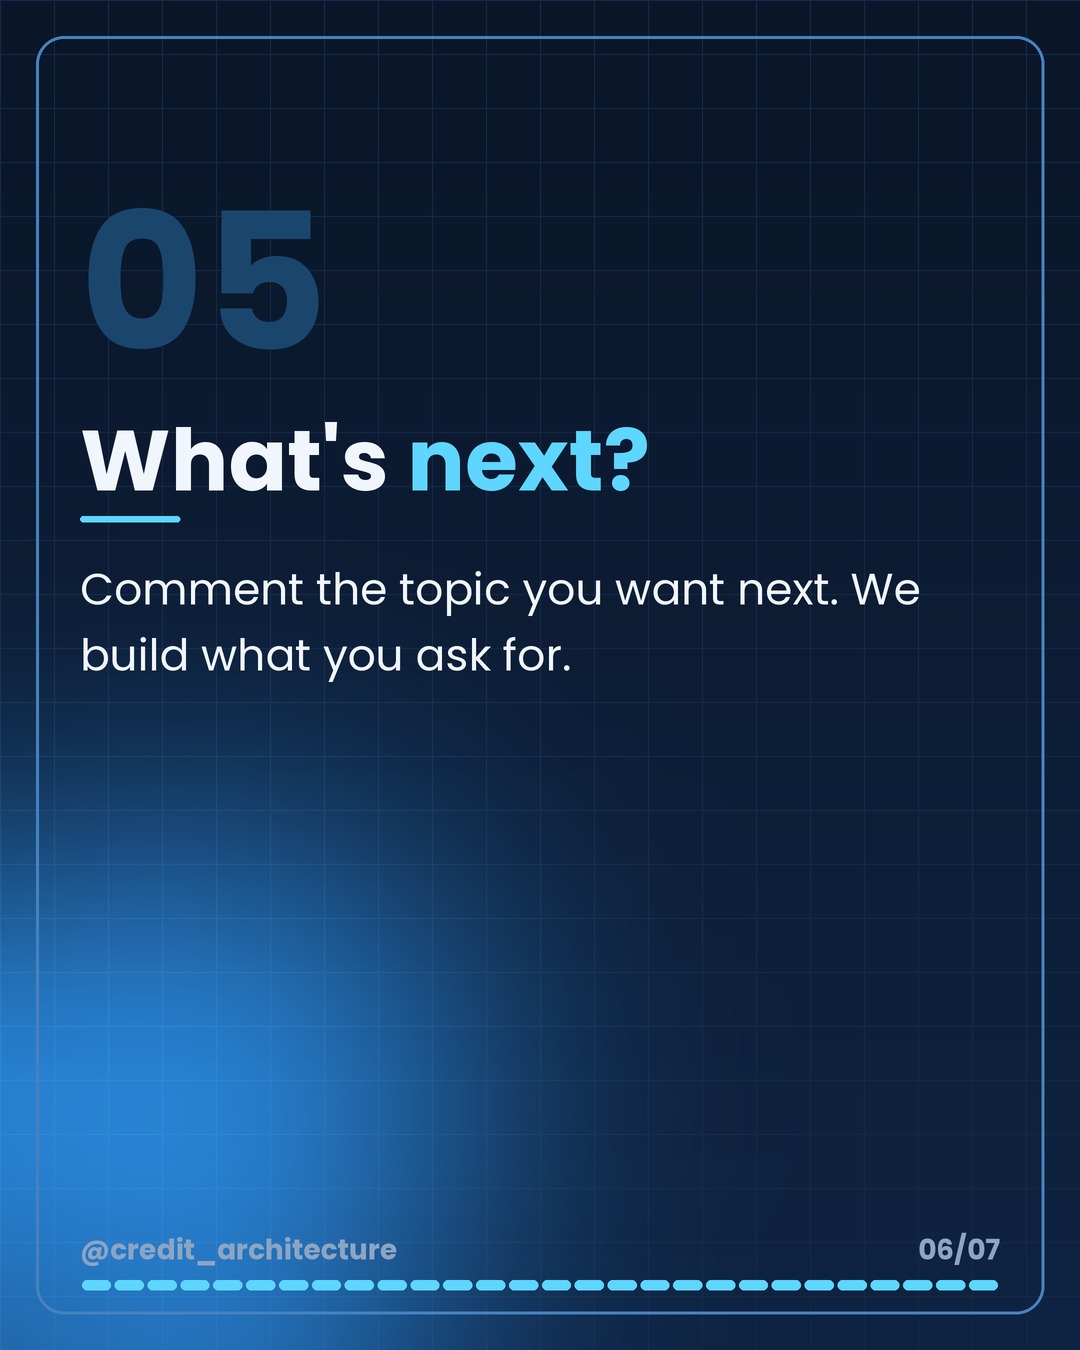 05
What's next?
Comment the topic you want next. We
build what you ask for.
@credit_architecture
06/07